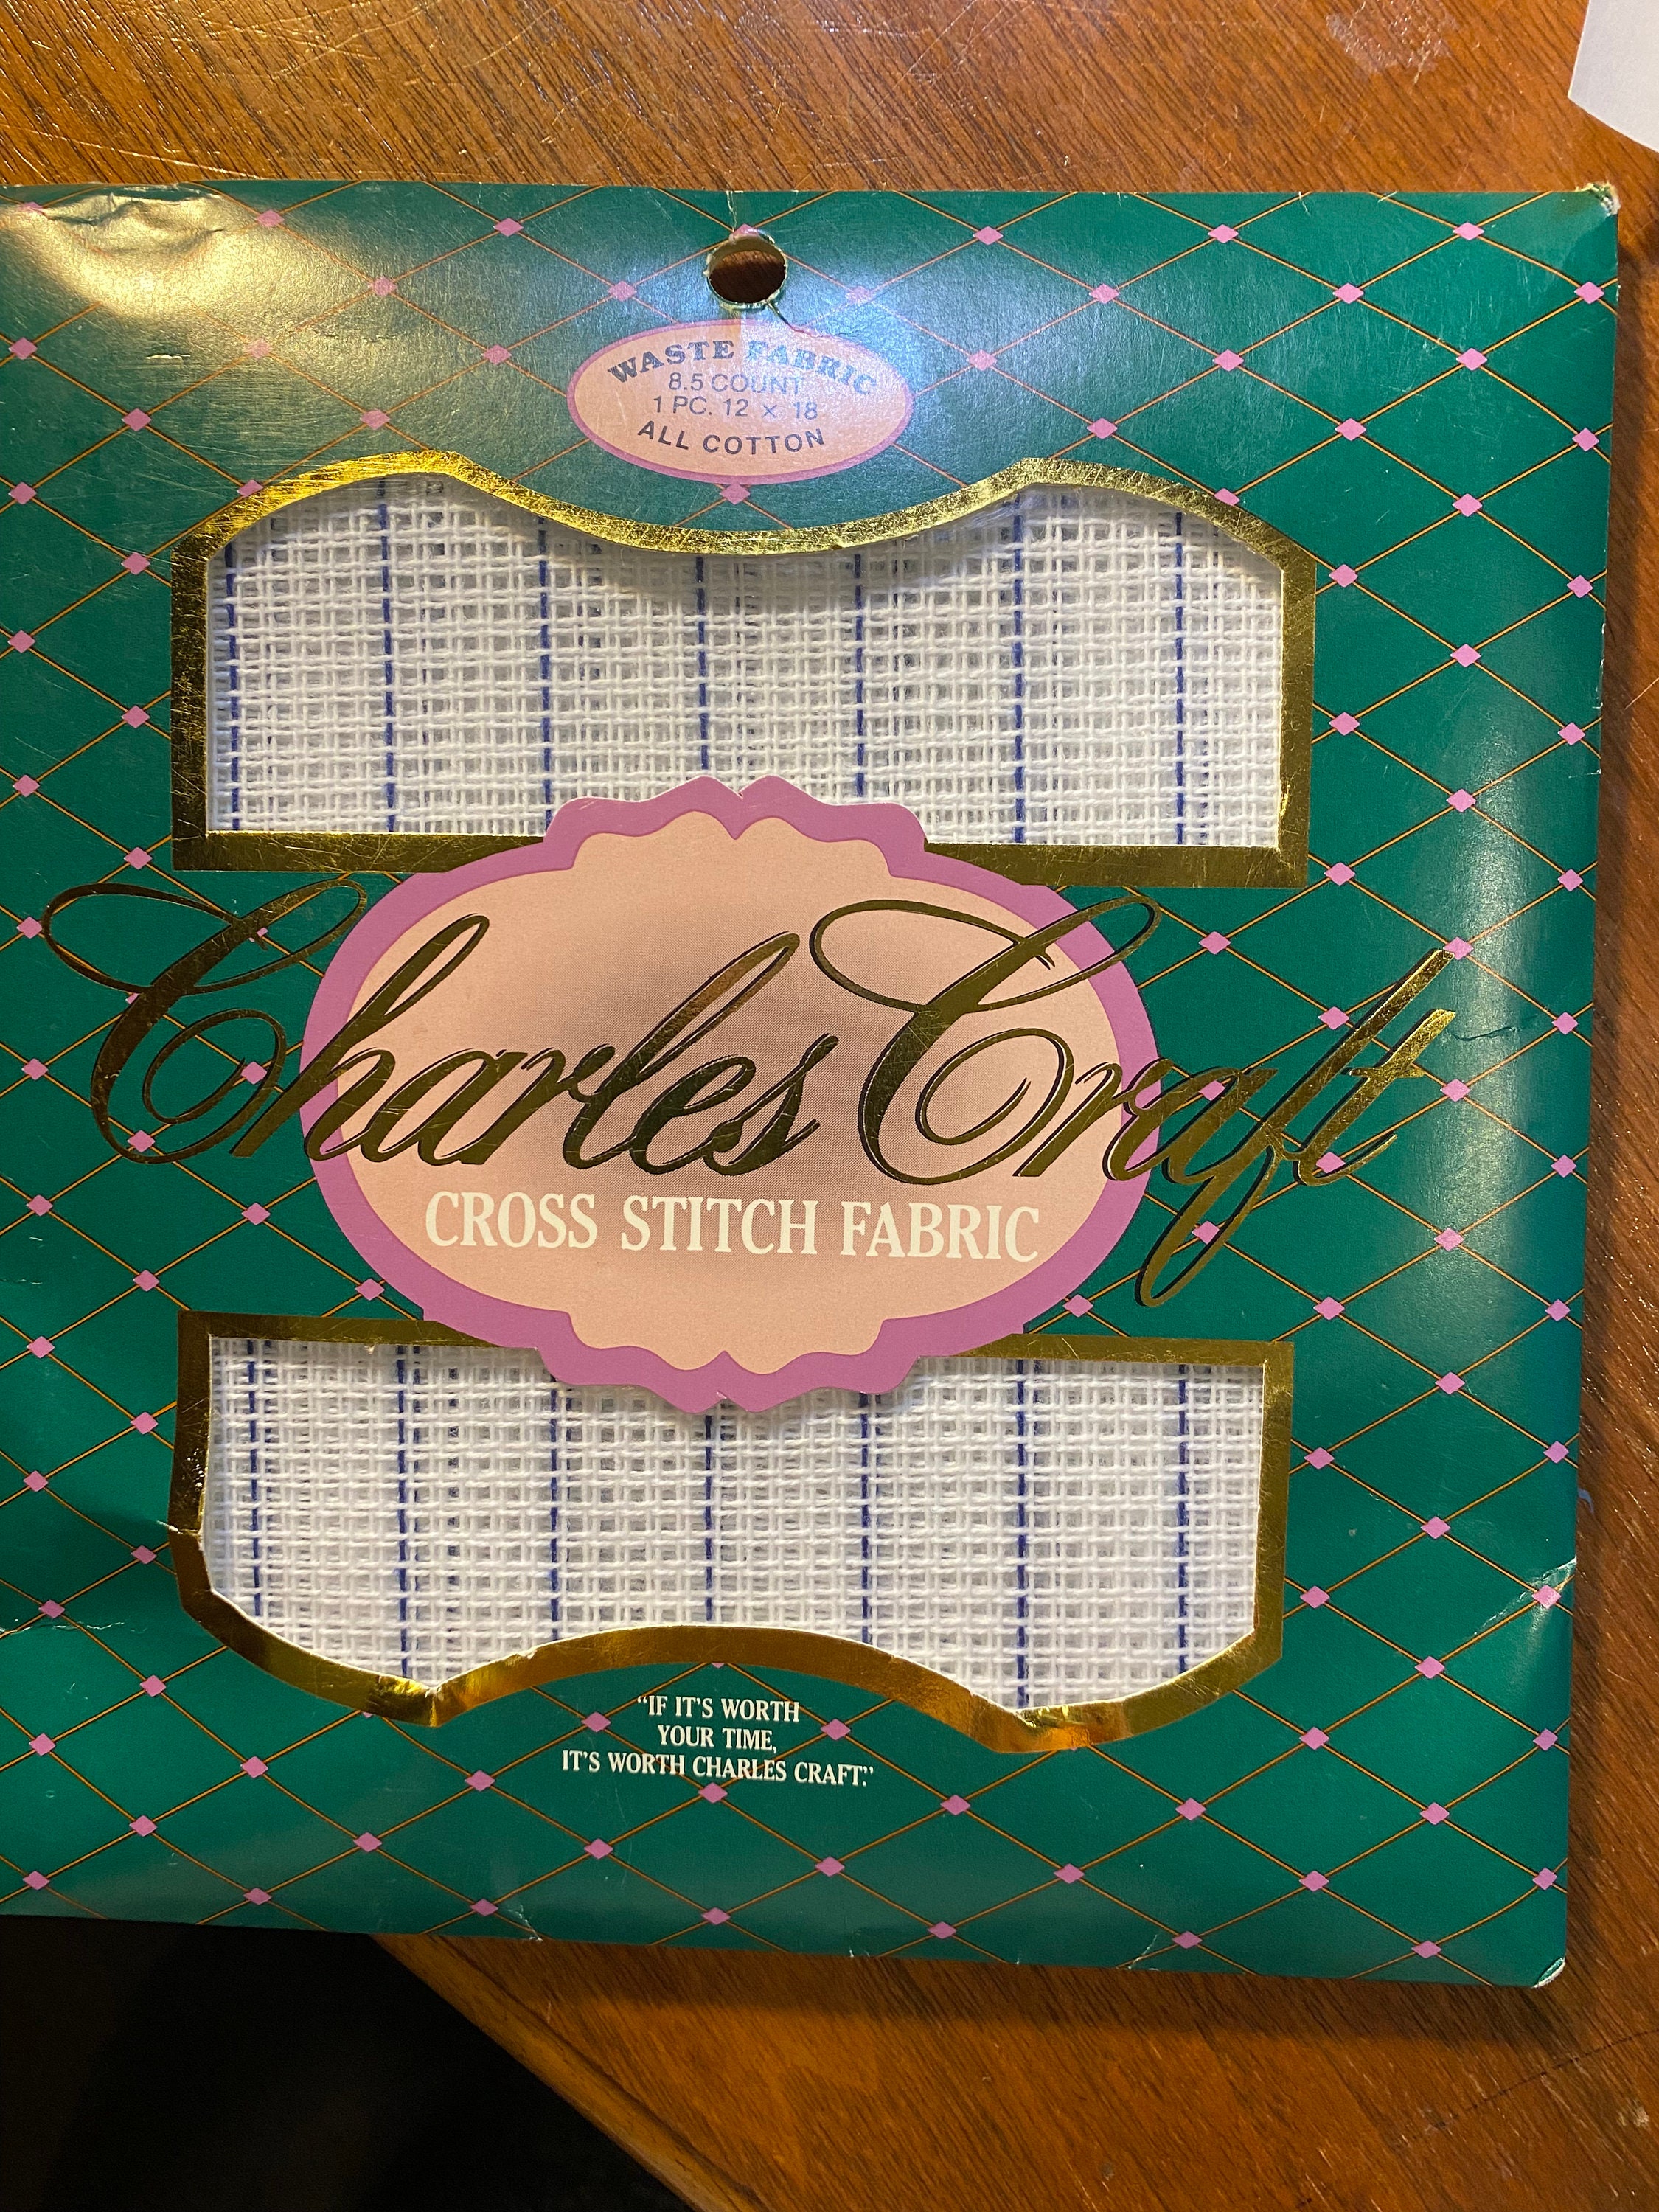 WASTE FABRIC
8.5 COUNT
1 PC. 12 × 18
ALL COTTON
Charles Craft
CROSS STITCH FABRIC
“IF IT’S WORTH
YOUR TIME,
IT’S WORTH CHARLES CRAFT.”